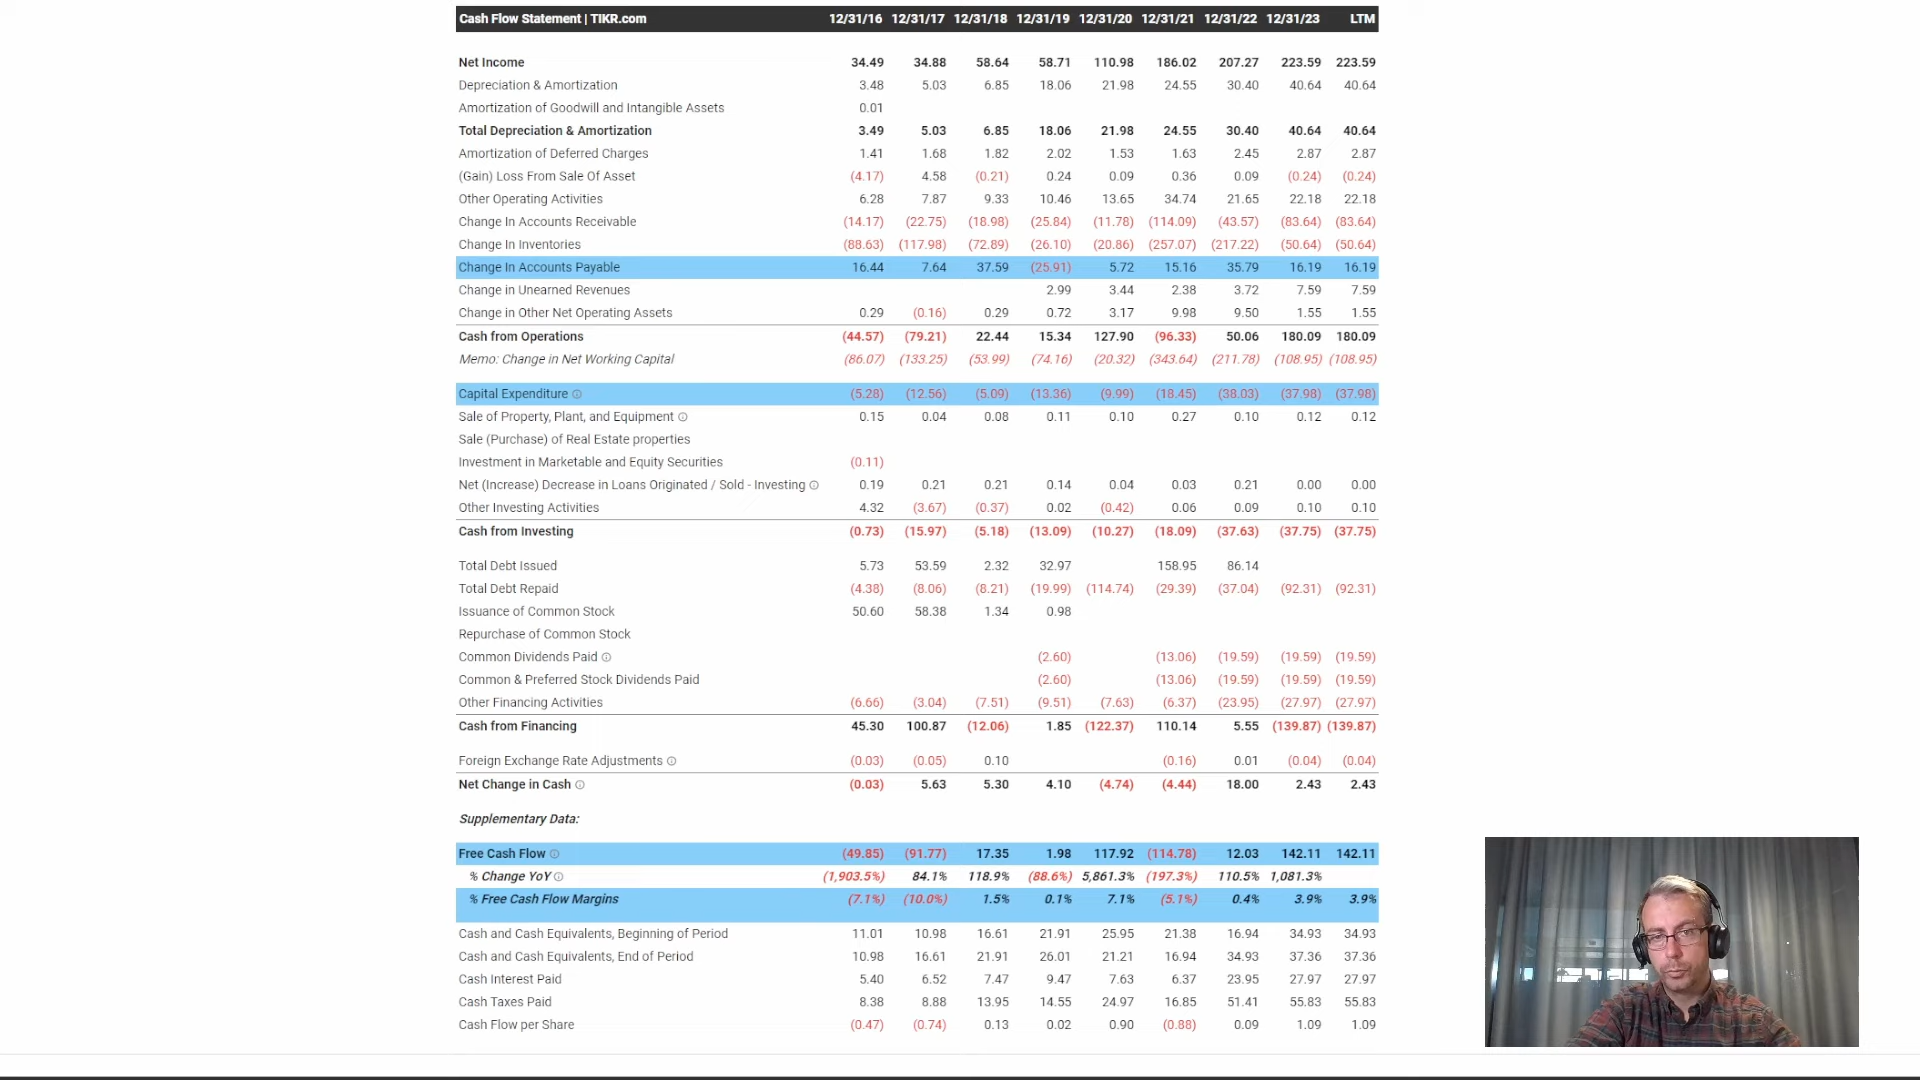 Cash Flow Statement | TIKR.com 12/31/16 12/31/17 12/31/18 12/31/19 12/31/20 12/31/21 12/31/22 12/31/23 LTM
Net Income 34.49 34.88 58.64 58.71 110.98 186.02 207.27 223.59 223.59
Depreciation & Amortization 3.48 5.03 6.85 18.06 21.98 24.55 30.40 40.64 40.64
Amortization of Goodwill and Intangible Assets 0.01
Total Depreciation & Amortization 3.49 5.03 6.85 18.06 21.98 24.55 30.40 40.64 40.64
Amortization of Deferred Charges 1.41 1.68 1.82 2.02 1.53 1.63 2.45 2.87 2.87
(Gain) Loss From Sale Of Asset (4.17) 4.58 (0.21) 0.24 0.09 0.36 0.09 (0.24) (0.24)
Other Operating Activities 6.28 7.87 9.33 10.46 13.65 34.74 21.65 22.18 22.18
Change In Accounts Receivable (14.17) (22.75) (18.98) (25.84) (11.78) (114.09) (43.57) (83.64) (83.64)
Change In Inventories (88.63) (117.98) (72.89) (26.10) (20.86) (257.07) (217.22) (50.64) (50.64)
Change In Accounts Payable 16.44 7.64 37.59 (25.91) 5.72 15.16 35.79 16.19 16.19
Change in Unearned Revenues 2.99 3.44 2.38 3.72 7.59 7.59
Change in Other Net Operating Assets 0.29 (0.16) 0.29 0.72 3.17 9.98 9.50 1.55 1.55
Cash from Operations (44.57) (79.21) 22.44 15.34 127.90 (96.33) 50.06 180.09 180.09
Memo: Change in Net Working Capital (86.07) (133.25) (53.99) (74.16) (20.32) (343.64) (211.78) (108.95) (108.95)
Capital Expenditure (5.28) (12.56) (5.09) (13.36) (9.99) (18.45) (38.03) (37.98) (37.98)
Sale of Property, Plant, and Equipment 0.15 0.04 0.08 0.11 0.10 0.27 0.10 0.12 0.12
Sale (Purchase) of Real Estate properties
Investment in Marketable and Equity Securities (0.11)
Net (Increase) Decrease in Loans Originated / Sold - Investing 0.19 0.21 0.21 0.14 0.04 0.03 0.21 0.00 0.00
Other Investing Activities 4.32 (3.67) (0.37) 0.02 (0.42) 0.06 0.09 0.10 0.10
Cash from Investing (0.73) (15.97) (5.18) (13.09) (10.27) (18.09) (37.63) (37.75) (37.75)
Total Debt Issued 5.73 53.59 2.32 32.97 158.95 86.14
Total Debt Repaid (4.38) (8.06) (8.21) (19.99) (114.74) (29.39) (37.04) (92.31) (92.31)
Issuance of Common Stock 50.60 58.38 1.34 0.98
Repurchase of Common Stock
Common Dividends Paid (2.60) (13.06) (19.59) (19.59) (19.59)
Common & Preferred Stock Dividends Paid (2.60) (13.06) (19.59) (19.59) (19.59)
Other Financing Activities (6.66) (3.04) (7.51) (9.51) (7.63) (6.37) (23.95) (27.97) (27.97)
Cash from Financing 45.30 100.87 (12.06) 1.85 (122.37) 110.14 5.55 (139.87) (139.87)
Foreign Exchange Rate Adjustments (0.03) (0.05) 0.10 (0.16) 0.01 (0.04) (0.04)
Net Change in Cash (0.03) 5.63 5.30 4.10 (4.74) (4.44) 18.00 2.43 2.43
Supplementary Data:
Free Cash Flow (49.85) (91.77) 17.35 1.98 117.92 (114.78) 12.03 142.11 142.11
% Change YoY (1,903.5%) 84.1% 118.9% (88.6%) 5,861.3% (197.3%) 110.5% 1,081.3%
% Free Cash Flow Margins (7.1%) (10.0%) 1.5% 0.1% 7.1% (5.1%) 0.4% 3.9% 3.9%
Cash and Cash Equivalents, Beginning of Period 11.01 10.98 16.61 21.91 25.95 21.38 16.94 34.93 34.93
Cash and Cash Equivalents, End of Period 10.98 16.61 21.91 26.01 21.21 16.94 34.93 37.36 37.36
Cash Interest Paid 5.40 6.52 7.47 9.47 7.63 6.37 23.95 27.97 27.97
Cash Taxes Paid 8.38 8.88 13.95 14.55 24.97 16.85 51.41 55.83 55.83
Cash Flow per Share (0.47) (0.74) 0.13 0.02 0.90 (0.88) 0.09 1.09 1.09